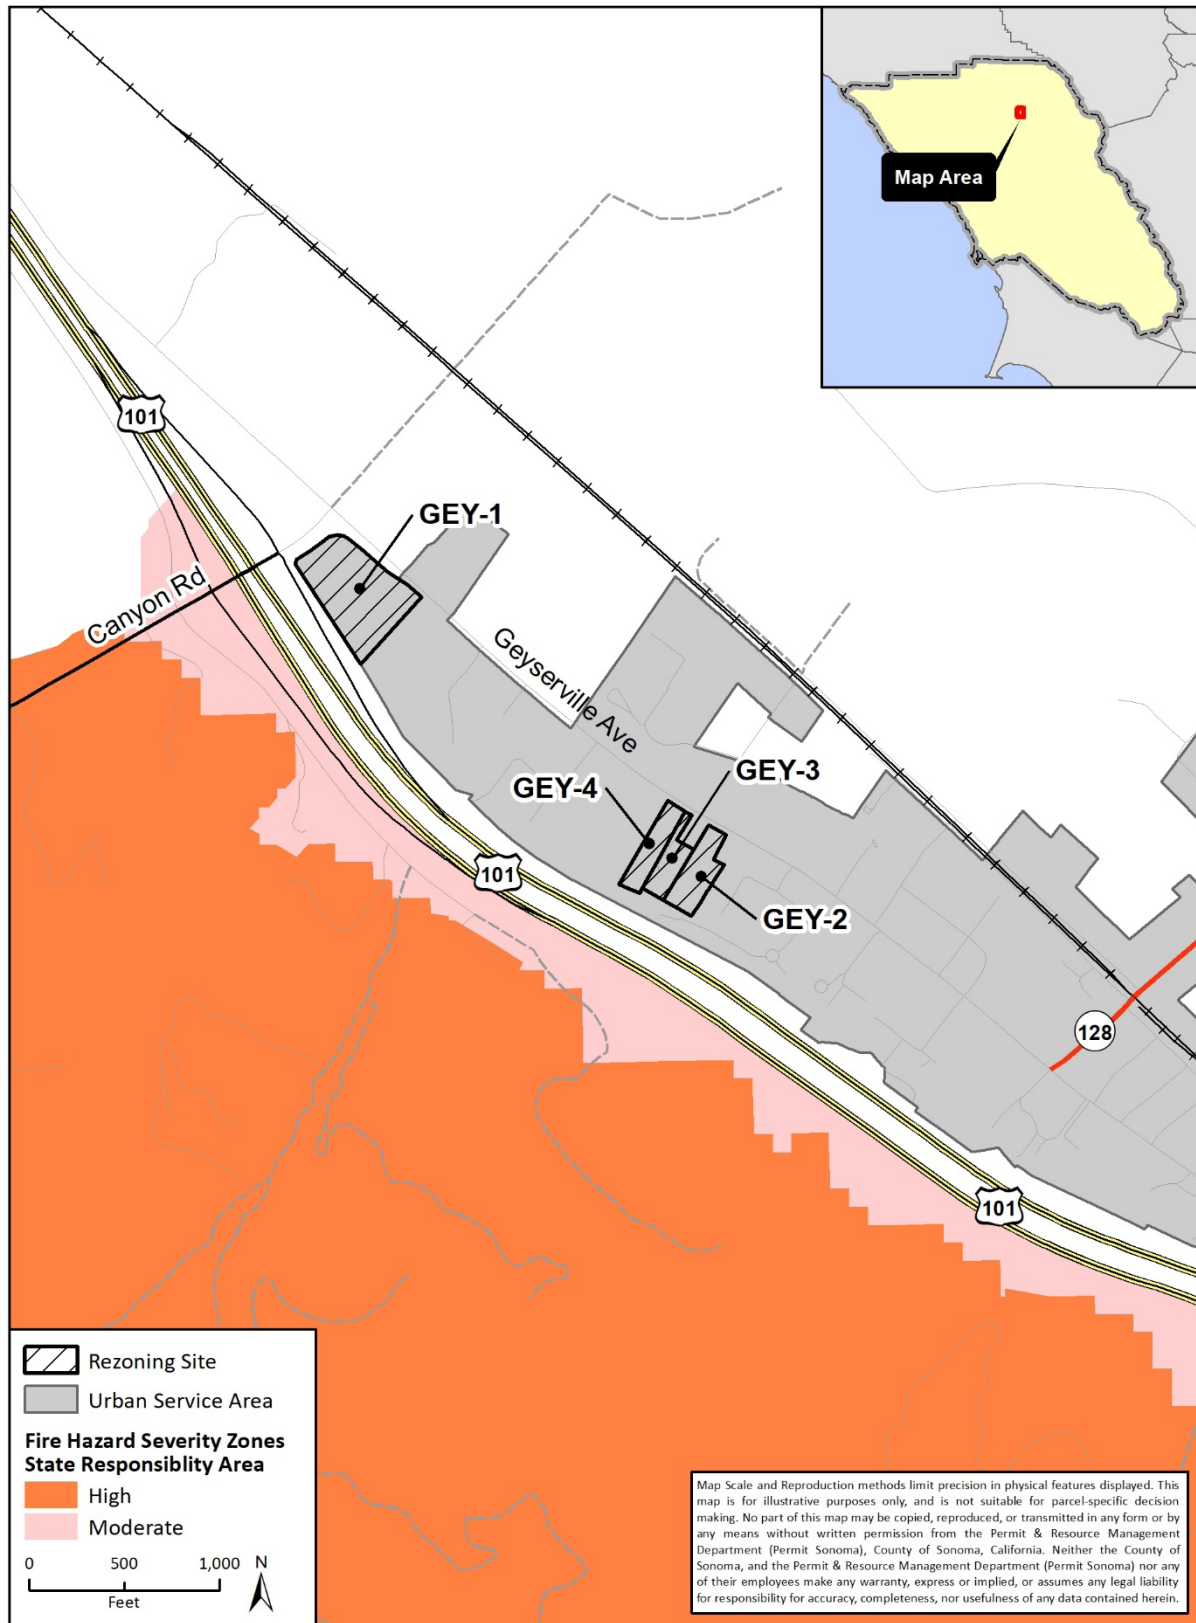 Map Area
101
GEY-1
Canyon Rd
Geyserville Ave
GEY-3
GEY-4
101
GEY-2
128
101
Rezoning Site
Urban Service Area
Fire Hazard Severity Zones
State Responsiblity Area
High
Moderate
0 500 1,000 N
Feet
Map Scale and Reproduction methods limit precision in physical features displayed. This
map is for illustrative purposes only, and is not suitable for parcel-specific decision
making. No part of this map may be copied, reproduced, or transmitted in any form or by
any means without written permission from the Permit & Resource Management
Department (Permit Sonoma), County of Sonoma, California. Neither the County of
Sonoma, and the Permit & Resource Management Department (Permit Sonoma) nor any
of their employees make any warranty, express or implied, or assumes any legal liability
for responsibility for accuracy, completeness, nor usefulness of any data contained herein.